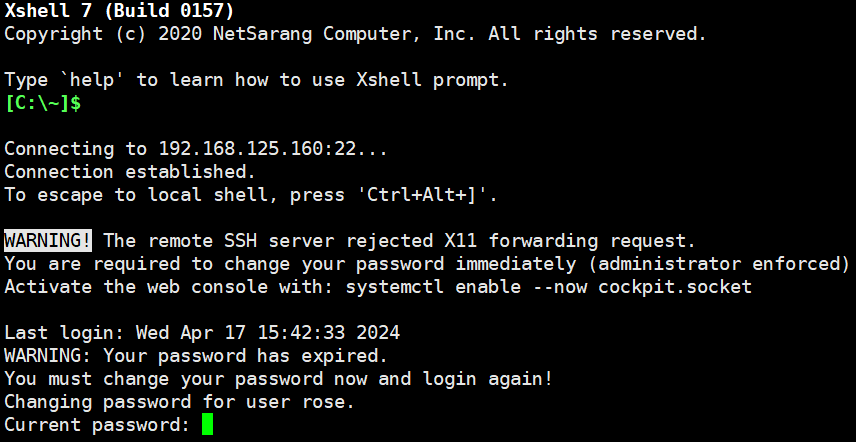 Xshell 7 (Build 0157)
Copyright (c) 2020 NetSarang Computer, Inc. All rights reserved.
Type `help' to learn how to use Xshell prompt.
[C:\~]$
Connecting to 192.168.125.160:22...
Connection established.
To escape to local shell, press 'Ctrl+Alt+]'.
WARNING! The remote SSH server rejected X11 forwarding request.
You are required to change your password immediately (administrator enforced)
Activate the web console with: systemctl enable --now cockpit.socket
Last login: Wed Apr 17 15:42:33 2024
WARNING: Your password has expired.
You must change your password now and login again!
Changing password for user rose.
Current password: